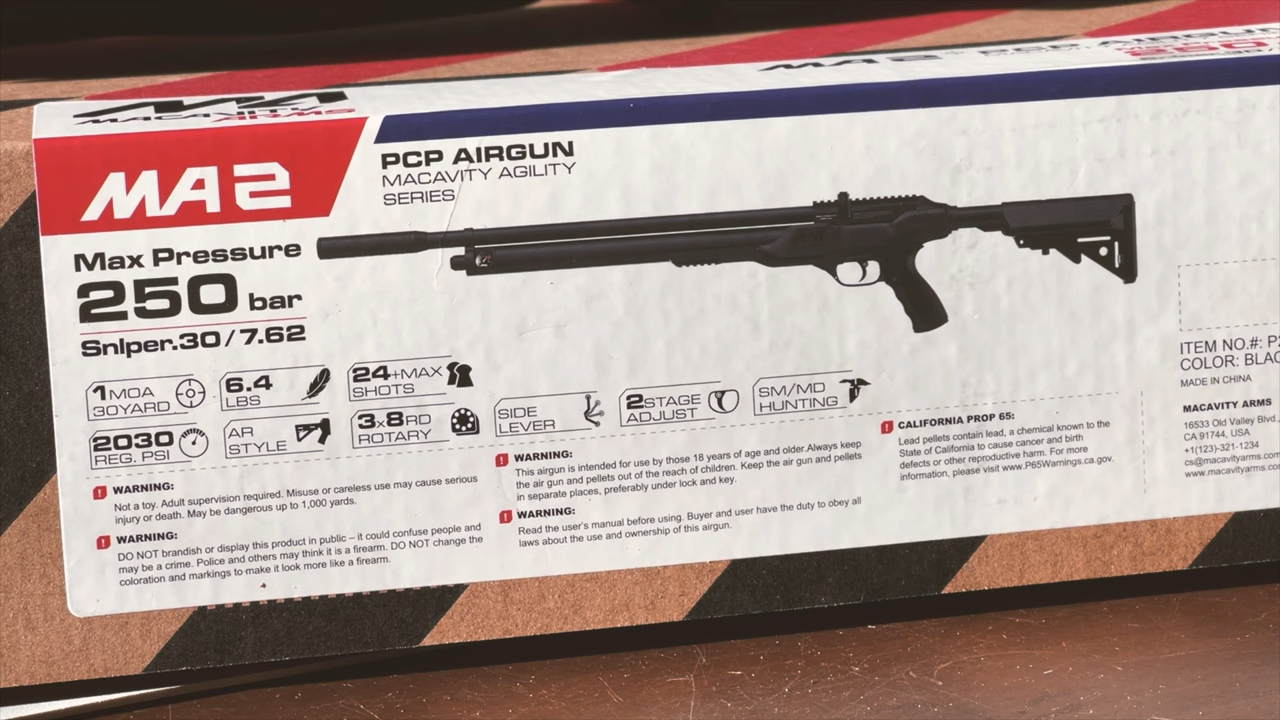 MA2 PCP AIRGUN
MACAVITY ARMS
MA2
PCP AIRGUN
MACAVITY AGILITY
SERIES
Max Pressure
250 bar
Sniper.30/7.62
1MOA
30YARD
6.4
LBS
24+MAX
SHOTS
2030
REG. PSI
AR
STYLE
3x8RD
ROTARY
SIDE
LEVER
2STAGE
ADJUST
SM/MD
HUNTING
WARNING:
Not a toy. Adult supervision required. Misuse or careless use may cause serious
injury or death. May be dangerous up to 1,000 yards.
WARNING:
DO NOT brandish or display this product in public – it could confuse people and
may be a crime. Police and others may think it is a firearm. DO NOT change the
coloration and markings to make it look more like a firearm.
WARNING:
This airgun is intended for use by those 18 years of age and older.Always keep
the air gun and pellets out of the reach of children. Keep the air gun and pellets
in separate places, preferably under lock and key.
WARNING:
Read the user's manual before using. Buyer and user have the duty to obey all
laws about the use and ownership of this airgun.
CALIFORNIA PROP 65:
Lead pellets contain lead, a chemical known to the
State of California to cause cancer and birth
defects or other reproductive harm. For more
information, please visit www.P65Warnings.ca.gov.
ITEM NO.#:
COLOR:
MADE IN CHINA
MACAVITY ARMS
16533 Old Valley Blvd.
CA 91744, USA
+1(323)-321-1234